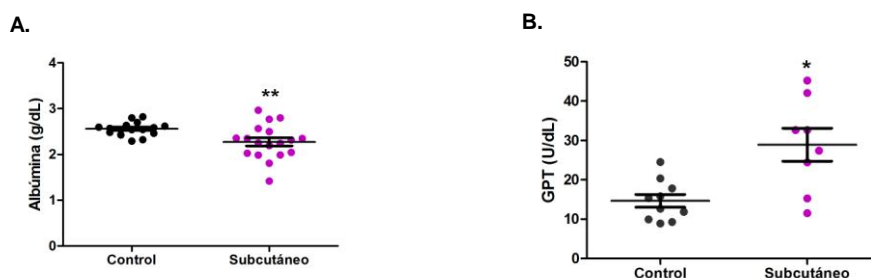 A.
Albúmina (g/dL)
4
3
2
1
0
**
Control
Subcutáneo
B.
GPT (U/dL)
50
40
30
20
10
0
*
Control
Subcutáneo